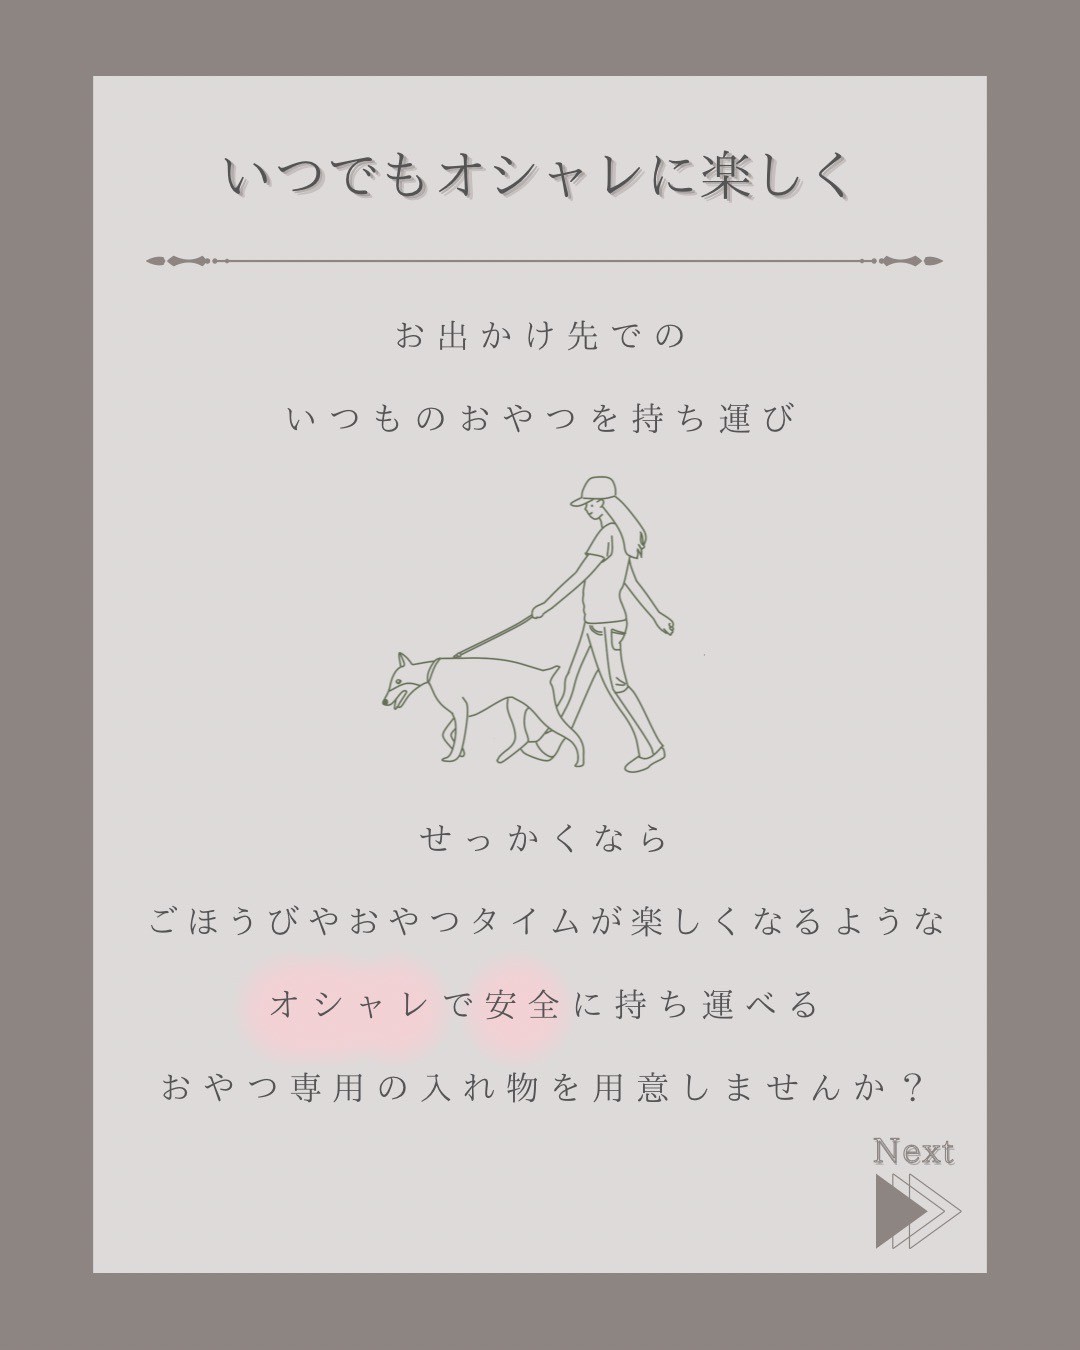 いつでもオシャレに楽しく
お出かけ先での
いつものおやつを持ち運び
せっかくなら
ごほうびやおやつタイムが楽しくなるような
オシャレで安全に持ち運べる
おやつ専用の入れ物を用意しませんか？
Next